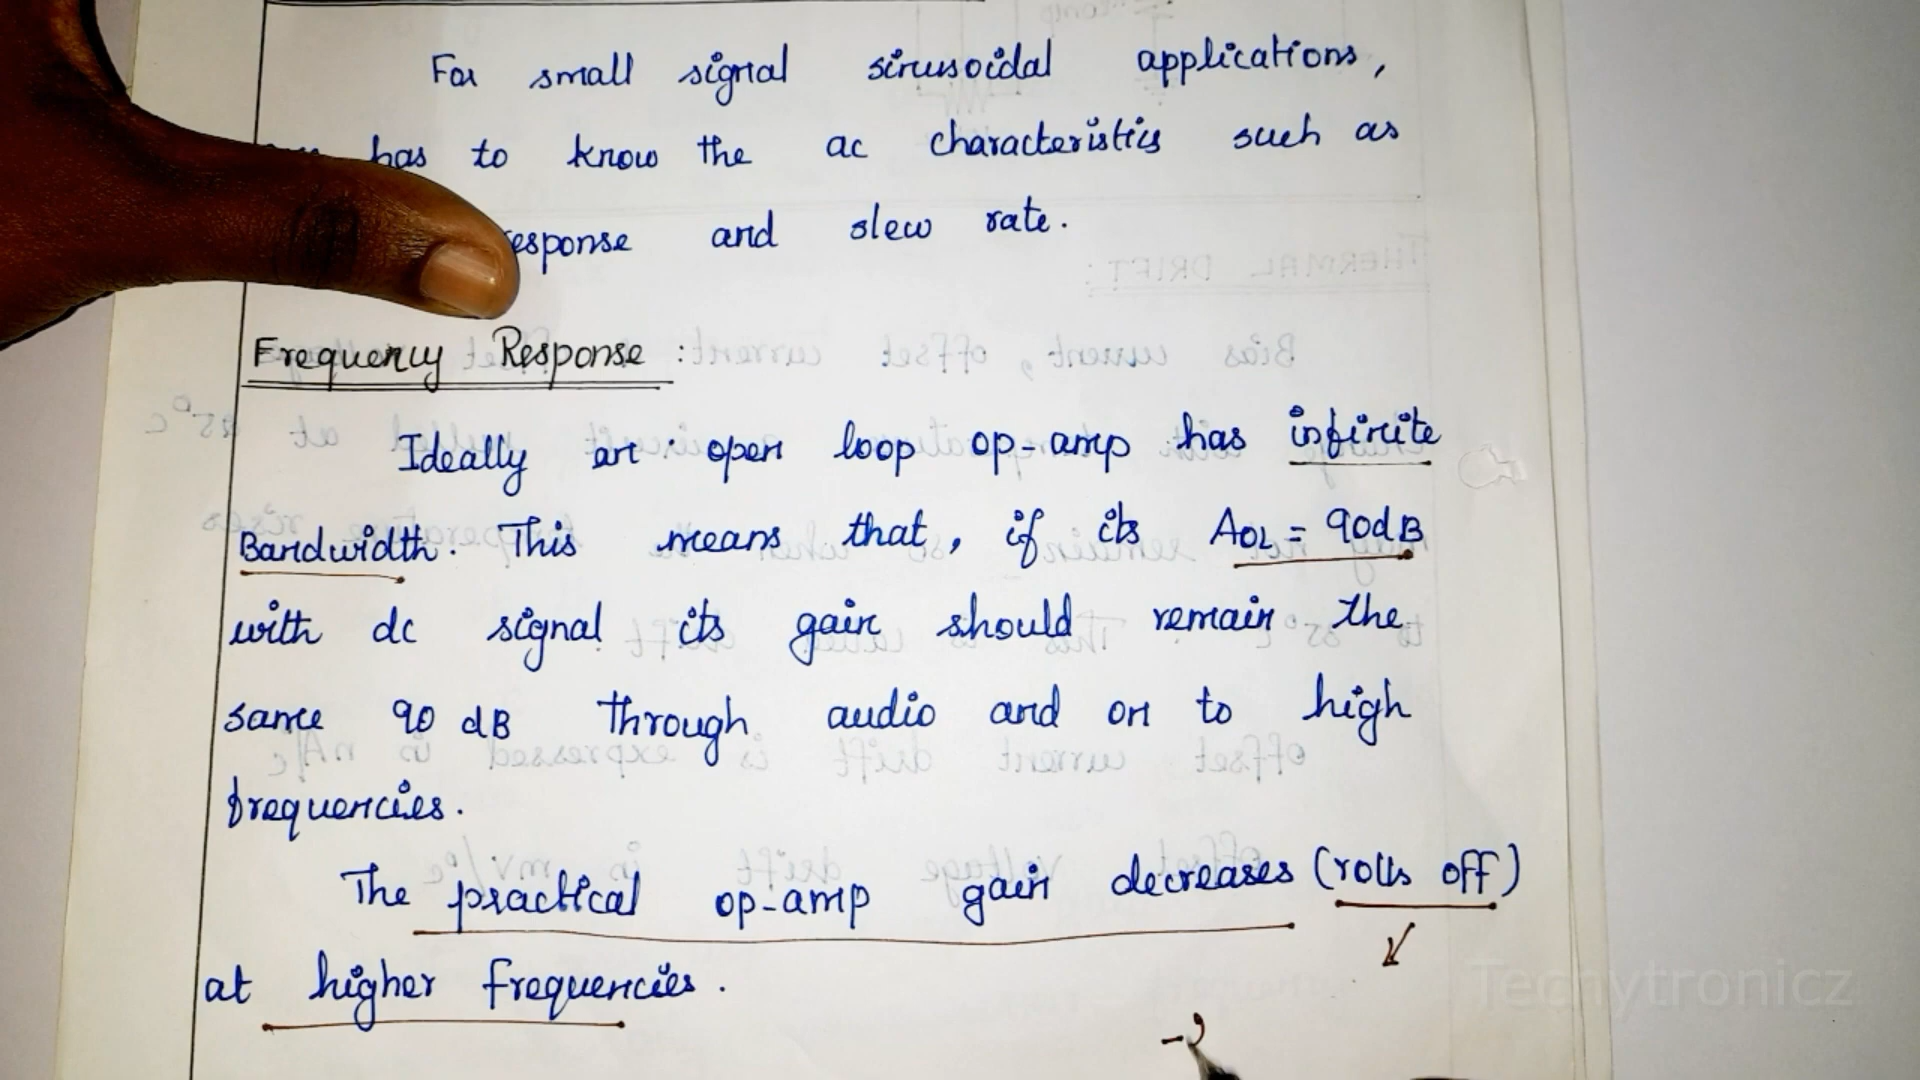 For small signal sinusoidal applications,
has to know the ac characteristics such as
response and slew rate.
Frequency Response :
Ideally an open loop op-amp has infinite
Bandwidth. This means that, if its AOL = 90dB
with dc signal its gain should remain the
same 90 dB through audio and on to high
frequencies.
The practical op-amp gain decreases (rolls off)
at higher frequencies.
Techytronicz